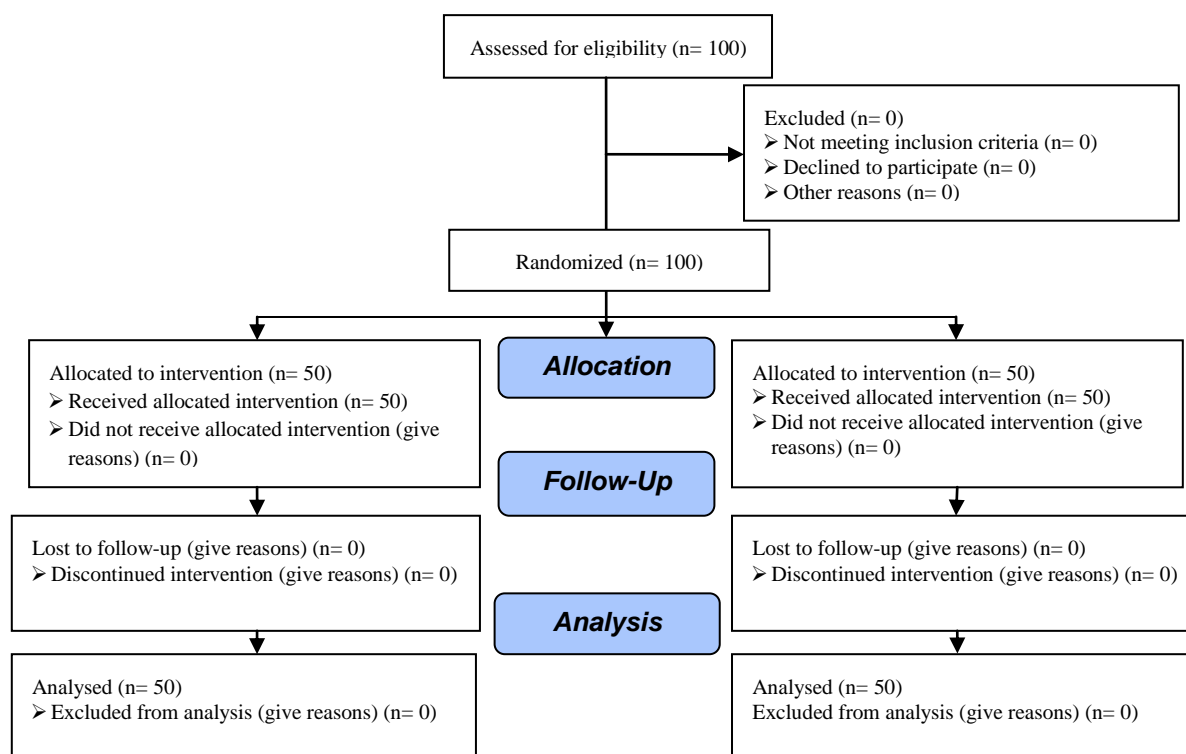 Assessed for eligibility (n= 100)
Excluded (n= 0)
➢ Not meeting inclusion criteria (n= 0)
➢ Declined to participate (n= 0)
➢ Other reasons (n= 0)
Randomized (n= 100)
Allocation
Allocated to intervention (n= 50)
➢ Received allocated intervention (n= 50)
➢ Did not receive allocated intervention (give
reasons) (n= 0)
Allocated to intervention (n= 50)
➢ Received allocated intervention (n= 50)
➢ Did not receive allocated intervention (give
reasons) (n= 0)
Follow-Up
Lost to follow-up (give reasons) (n= 0)
➢ Discontinued intervention (give reasons) (n= 0)
Lost to follow-up (give reasons) (n= 0)
➢ Discontinued intervention (give reasons) (n= 0)
Analysis
Analysed (n= 50)
➢ Excluded from analysis (give reasons) (n= 0)
Analysed (n= 50)
Excluded from analysis (give reasons) (n= 0)